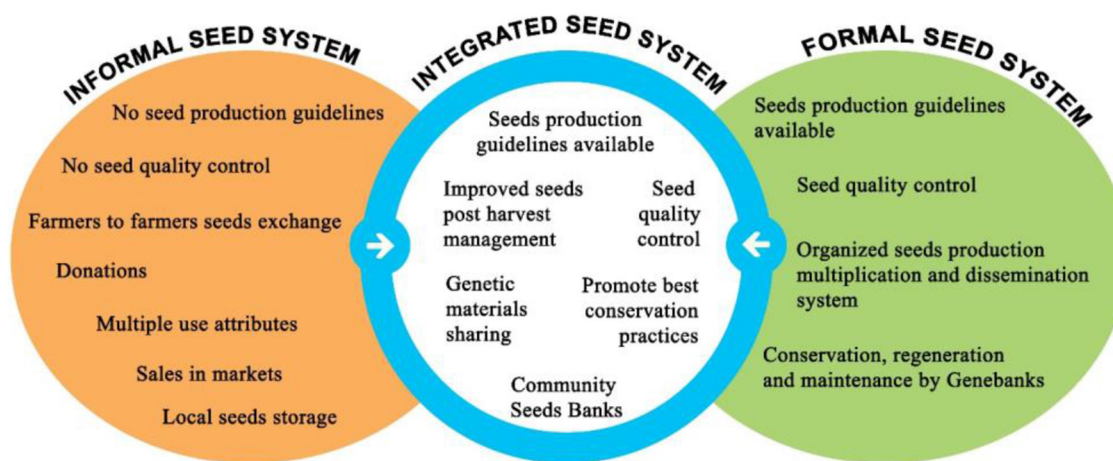 INFORMAL SEED SYSTEM
No seed production guidelines
No seed quality control
Farmers to farmers seeds exchange
Donations
Multiple use attributes
Sales in markets
Local seeds storage
INTEGRATED SEED SYSTEM
Seeds production
guidelines available
Improved seeds
post harvest
management
Seed
quality
control
Genetic
materials
sharing
Promote best
conservation
practices
Community
Seeds Banks
FORMAL SEED SYSTEM
Seeds production guidelines
available
Seed quality control
Organized seeds production
multiplication and dissemination
system
Conservation, regeneration
and maintenance by Genebanks